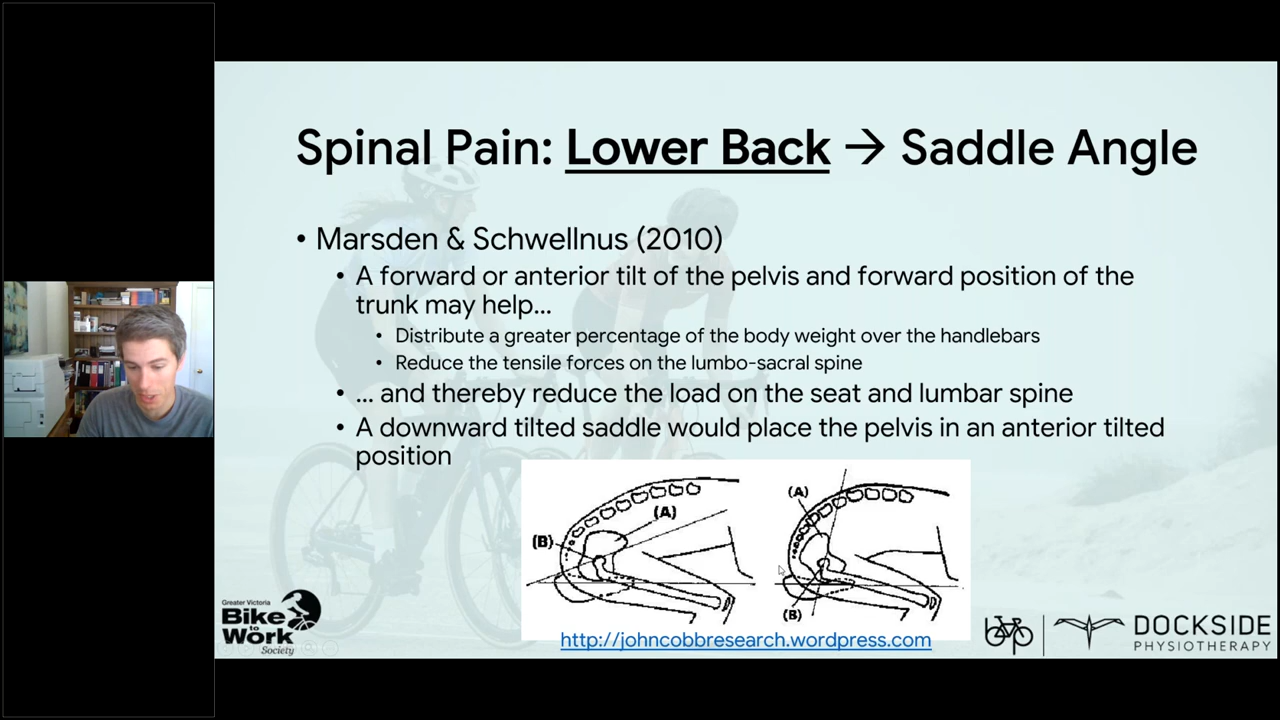 Spinal Pain: Lower Back → Saddle Angle
• Marsden & Schwellnus (2010)
• A forward or anterior tilt of the pelvis and forward position of the
trunk may help...
• Distribute a greater percentage of the body weight over the handlebars
• Reduce the tensile forces on the lumbo-sacral spine
• ... and thereby reduce the load on the seat and lumbar spine
• A downward tilted saddle would place the pelvis in an anterior tilted
position
(A)
(B)
(A)
(B)
http://johncobbresearch.wordpress.com
Greater Victoria
Bike
to
Work
Society
DOCKSIDE
PHYSIOTHERAPY